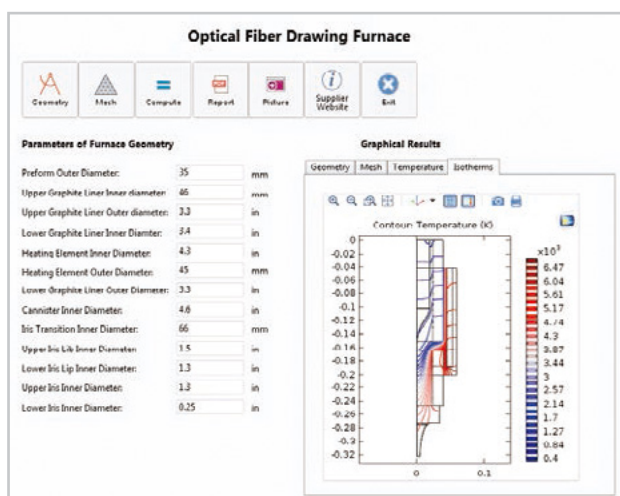 Optical Fiber Drawing Furnace
Geometry Mesh Compute Report Picture Supplier Website Exit
Parameters of Furnace Geometry
Preform Outer Diameter: 35 mm
Upper Graphite Liner Inner diameter: 46 mm
Upper Graphite Liner Outer diameter: 3.3 in
Lower Graphite Liner Inner Diamter: 3.4 in
Heating Element Inner Diameter: 4.3 in
Heating Element Outer Diameter: 45 mm
Lower Graphite Liner Outer Diameter: 3.3 in
Cannister Inner Diameter: 4.6 in
Iris Transition Inner Diameter: 66 mm
Upper Iris Lib Inner Diameter: 1.5 in
Lower Iris Lip Inner Diameter: 1.3 in
Upper Iris Inner Diameter: 1.3 in
Lower Iris Inner Diameter: 0.25 in
Graphical Results
Geometry Mesh Temperature Isotherms
Contour: Temperature (K)
0
-0.02
-0.04
-0.06
-0.08
-0.1
-0.12
-0.14
-0.16
-0.18
-0.2
-0.22
-0.24
-0.26
-0.28
-0.3
-0.32
0 0.1
×10³
6.47
6.04
5.61
5.17
4.74
4.3
3.87
3.44
3
2.57
2.14
1.7
1.27
0.84
0.4